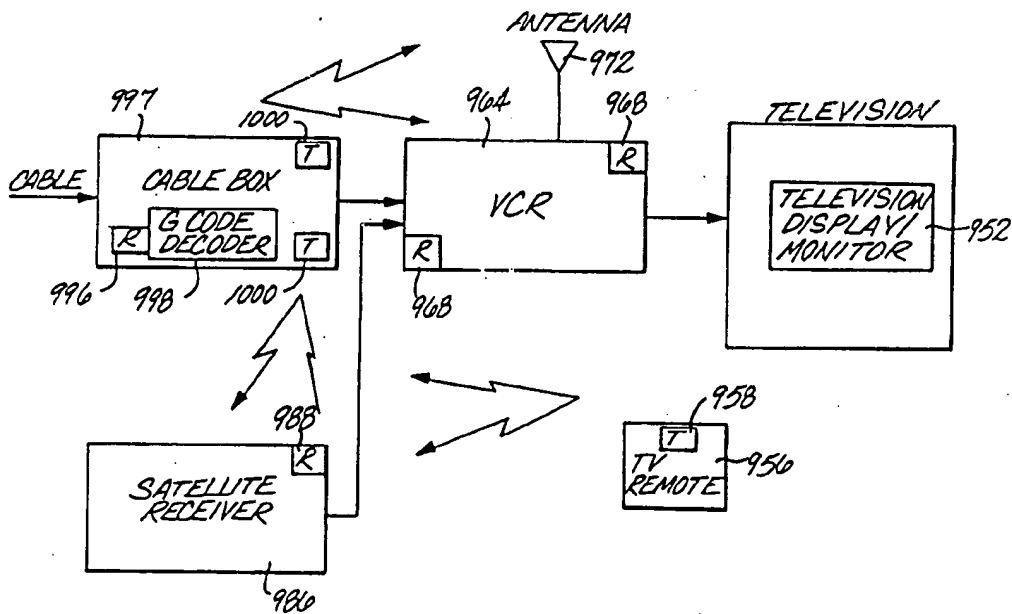 ANTENNA
972
997
1000
964
968
TELEVISION
T
R
CABLE
CABLE BOX
VCR
TELEVISION
DISPLAY/
MONITOR
952
R
G CODE
DECODER
T
R
996
998
1000
968
988
958
R
T
956
SATELLITE
RECEIVER
TV
REMOTE
986